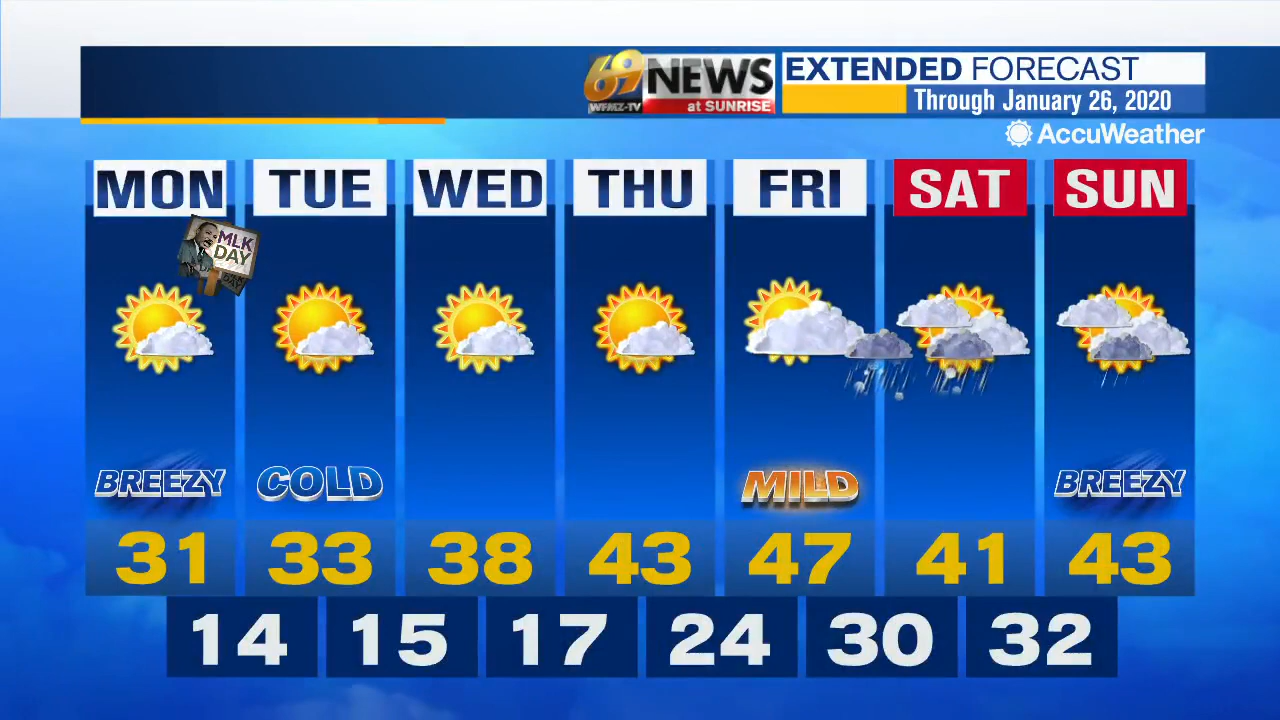 69 NEWS
WFMZ-TV at SUNRISE
EXTENDED FORECAST
Through January 26, 2020
AccuWeather
MON TUE WED THU FRI SAT SUN
MLK
DAY
BREEZY COLD MILD BREEZY
31 33 38 43 47 41 43
14 15 17 24 30 32